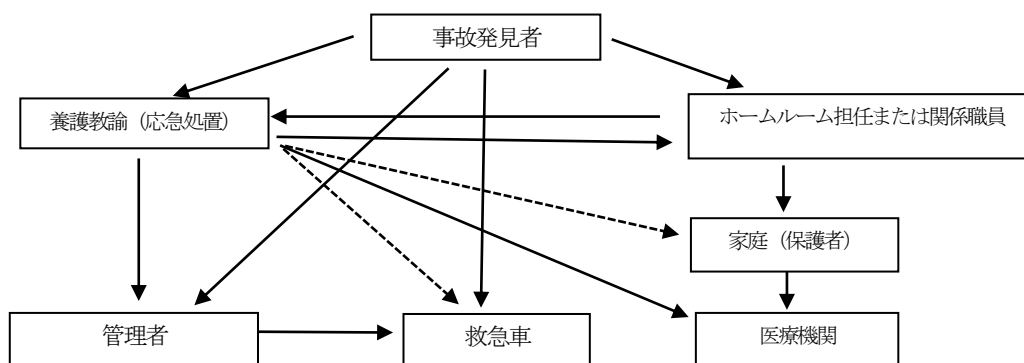 事故発見者
養護教諭（応急処置）
ホームルーム担任または関係職員
家庭（保護者）
管理者
救急車
医療機関